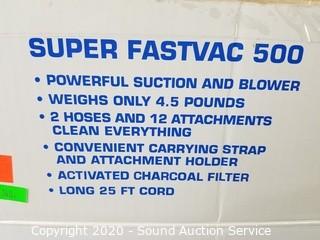 SUPER FASTVAC 500
• POWERFUL SUCTION AND BLOWER
• WEIGHS ONLY 4.5 POUNDS
• 2 HOSES AND 12 ATTACHMENTS
CLEAN EVERYTHING
• CONVENIENT CARRYING STRAP
AND ATTACHMENT HOLDER
• ACTIVATED CHARCOAL FILTER
• LONG 25 FT CORD
Copyright 2020 - Sound Auction Service